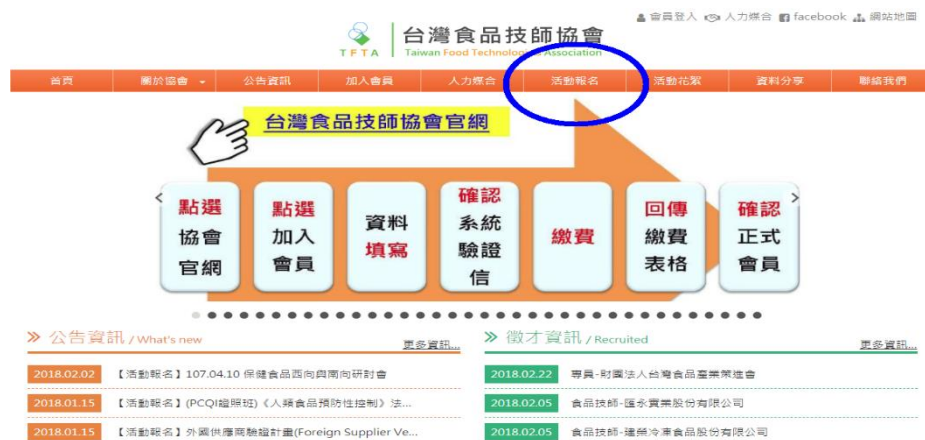 會員登入 人力媒合 facebook 網站地圖
台灣食品技師協會
TFTA Taiwan Food Technologist Association
首頁 關於協會 公告資訊 加入會員 人力媒合 活動報名 活動花絮 資料分享 聯絡我們
台灣食品技師協會官網
點選
協會
官網
點選
加入
會員
資料
填寫
確認
系統
驗證
信
繳費
回傳
繳費
表格
確認
正式
會員
公告資訊 / What's new 更多資訊...
2018.02.02 【活動報名】107.04.10 保健食品西向與南向研討會
2018.01.15 【活動報名】(PCQI證照班)《人類食品預防性控制》法...
2018.01.15 【活動報名】外國供應商驗證計畫(Foreign Supplier Ve...
徵才資訊 / Recruited 更多資訊...
2018.02.22 專員-財團法人台灣食品產業策進會
2018.02.05 食品技師-匯永實業股份有限公司
2018.02.05 食品技師-建榮冷凍食品股份有限公司